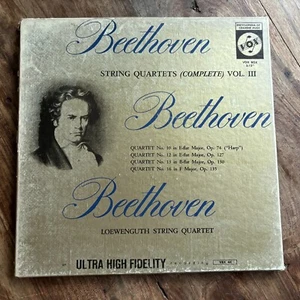 Beethoven
STRING QUARTETS (COMPLETE) VOL. III
VOX
Beethoven
QUARTET No. 10 in E-flat Major, Op. 74 ("Harp")
QUARTET No. 12 in E-flat Major, Op. 127
QUARTET No. 13 in B-flat Major, Op. 130
QUARTET No. 16 in F Major, Op. 135
Beethoven
LOEWENGUTH STRING QUARTET
ULTRA HIGH FIDELITY recording